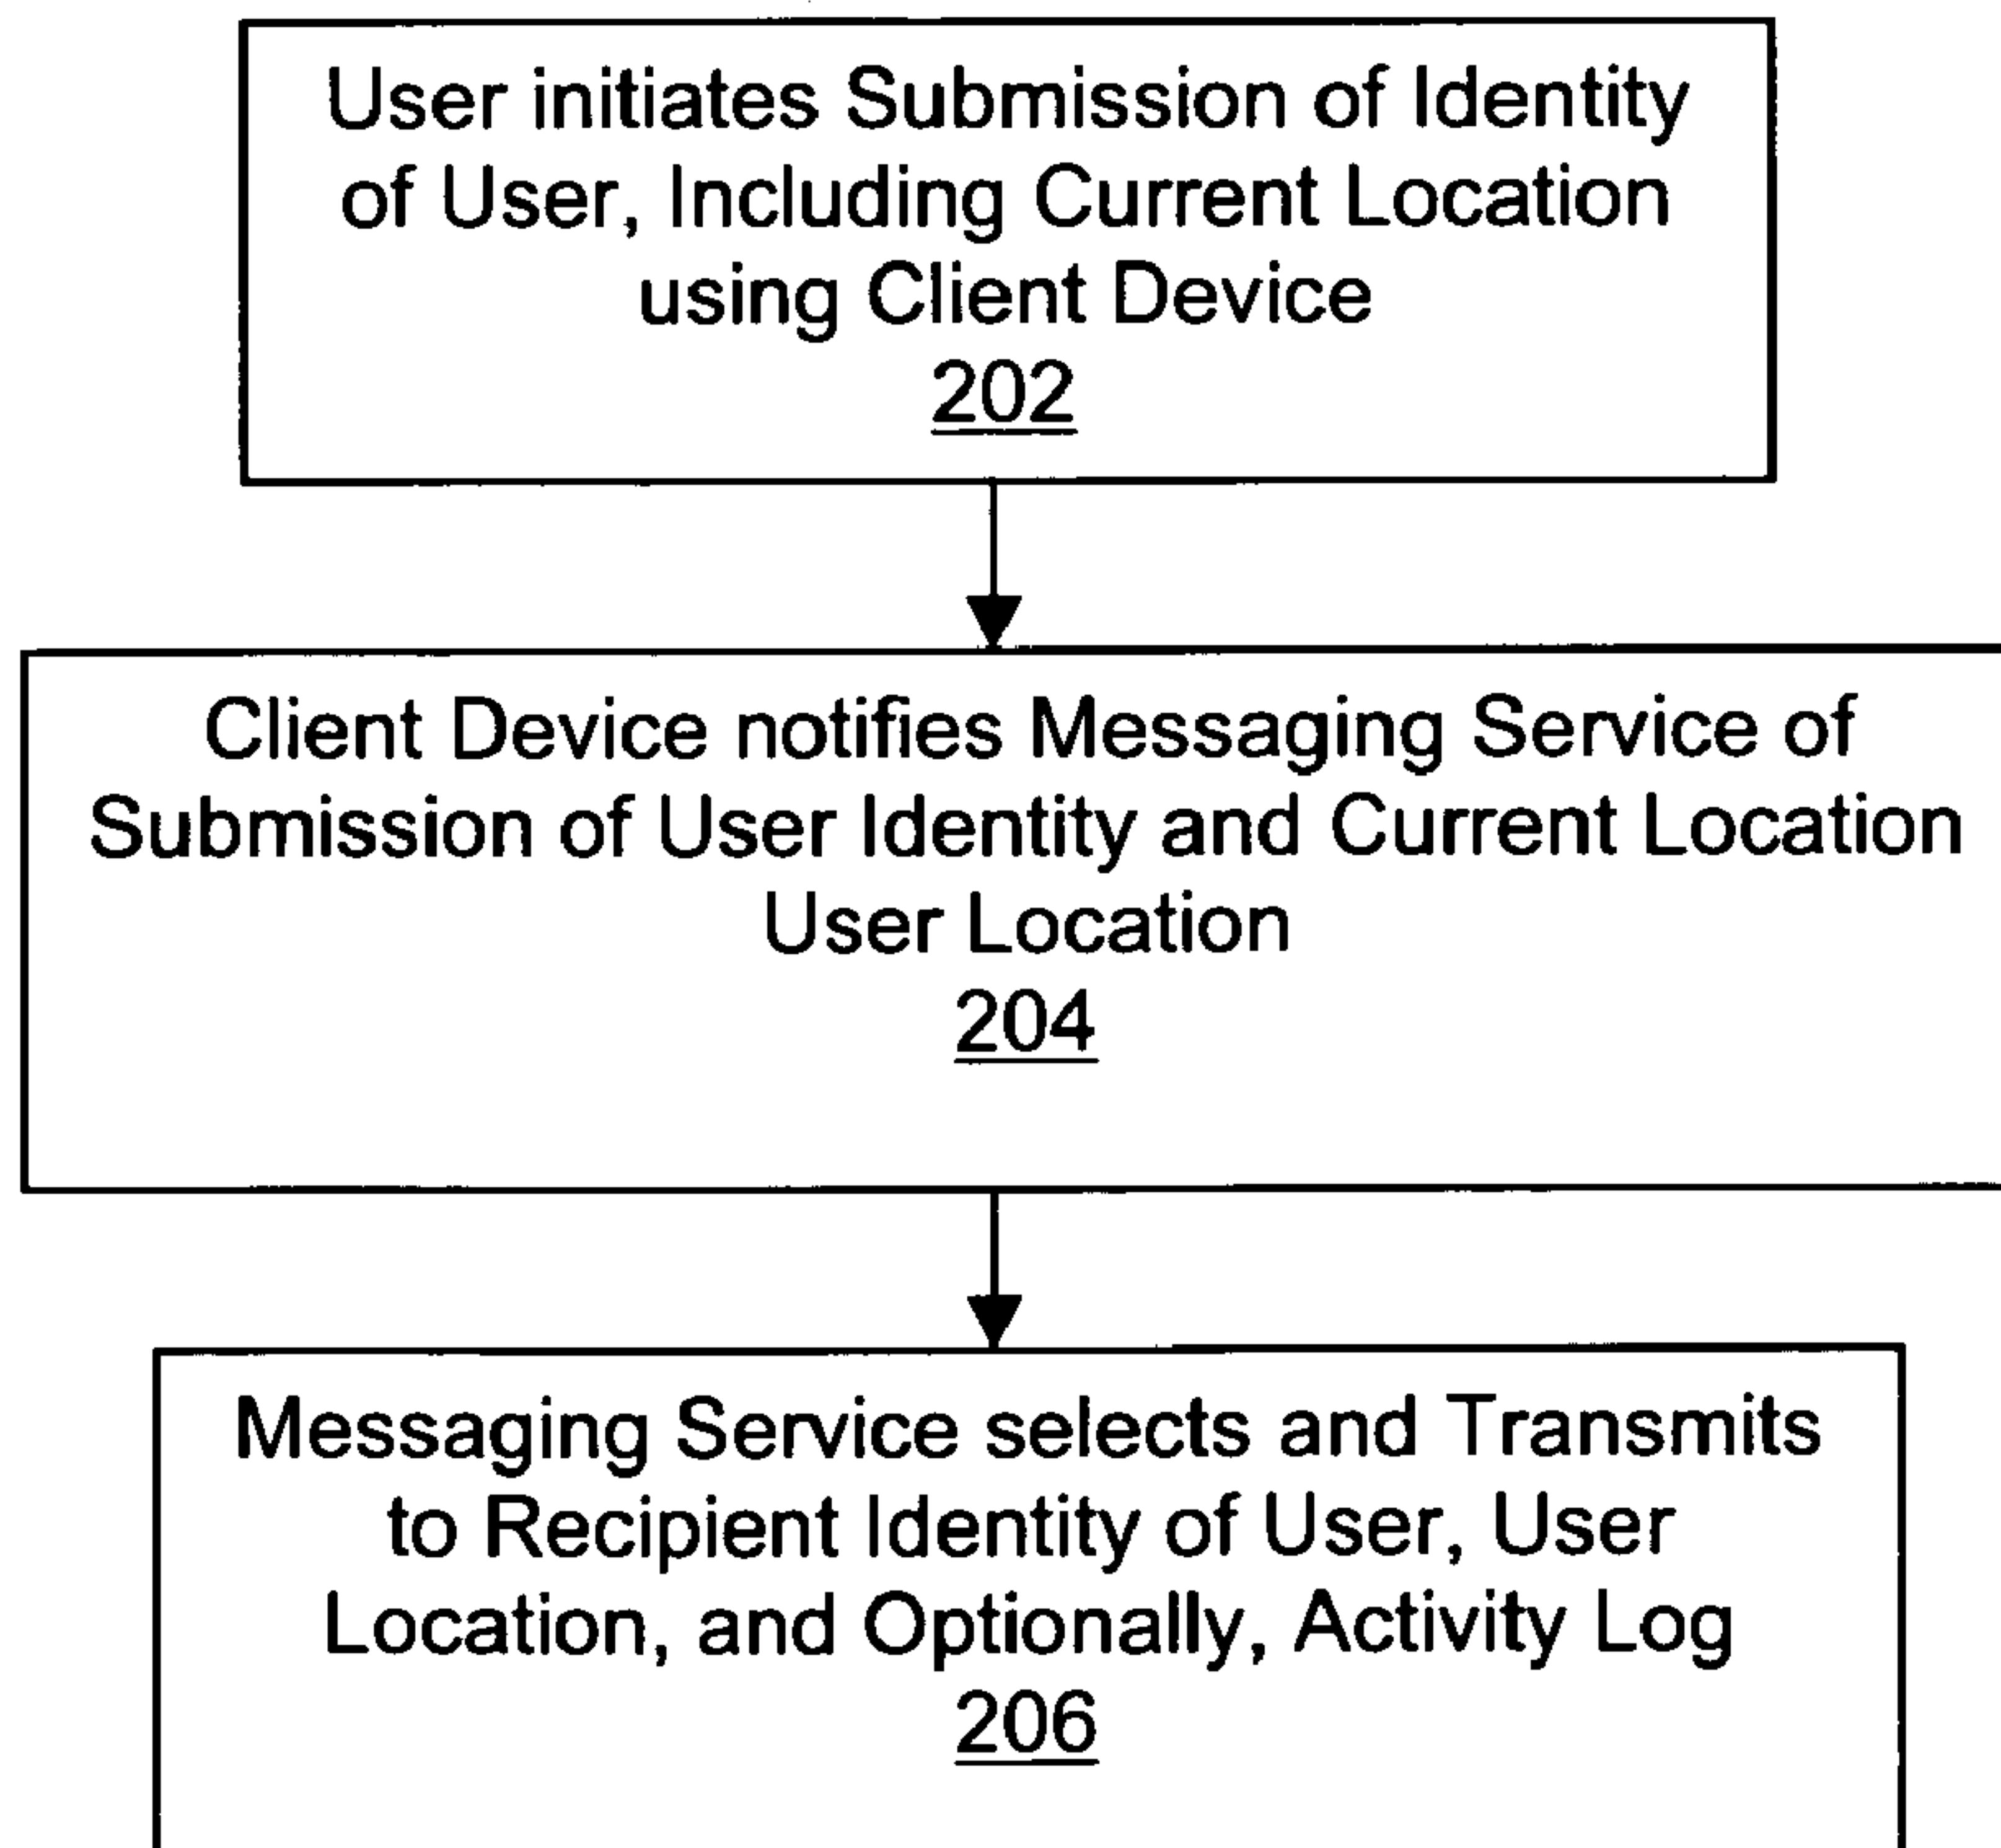 User initiates Submission of Identity
of User, Including Current Location
using Client Device
202
Client Device notifies Messaging Service of
Submission of User Identity and Current Location
User Location
204
Messaging Service selects and Transmits
to Recipient Identity of User, User
Location, and Optionally, Activity Log
206